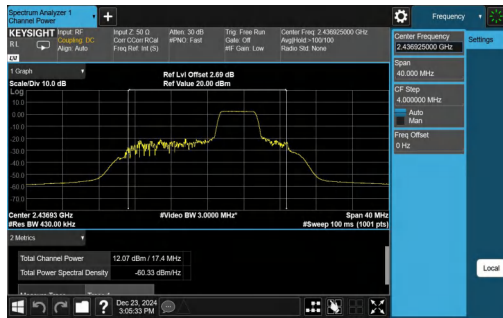 Spectrum Analyzer 1
Channel Power
+
Frequency
KEYSIGHT
RL
Input: RF
Coupling: DC
Align: Auto
Input Z: 50 Ω
Corr CCorr RCal
Freq Ref: Int (S)
Atten: 30 dB
#PNO: Fast
Trig: Free Run
Gate: Off
#IF Gain: Low
Center Freq: 2.436925000 GHz
Avg|Hold:>100/100
Radio Std: None
LV
1 Graph
Scale/Div 10.0 dB
Ref Lvl Offset 2.69 dB
Ref Value 20.00 dBm
Log
10.0
0.00
-10.0
-20.0
-30.0
-40.0
-50.0
-60.0
-70.0
Center 2.43693 GHz
#Res BW 430.00 kHz
#Video BW 3.0000 MHz*
Span 40 MHz
#Sweep 100 ms (1001 pts)
2 Metrics
Total Channel Power 12.07 dBm / 17.4 MHz
Total Power Spectral Density -60.33 dBm/Hz
Dec 23, 2024
3:05:33 PM
?
Center Frequency
2.436925000 GHz
Span
40.000 MHz
CF Step
4.000000 MHz
Auto
Man
Freq Offset
0 Hz
Settings
Local